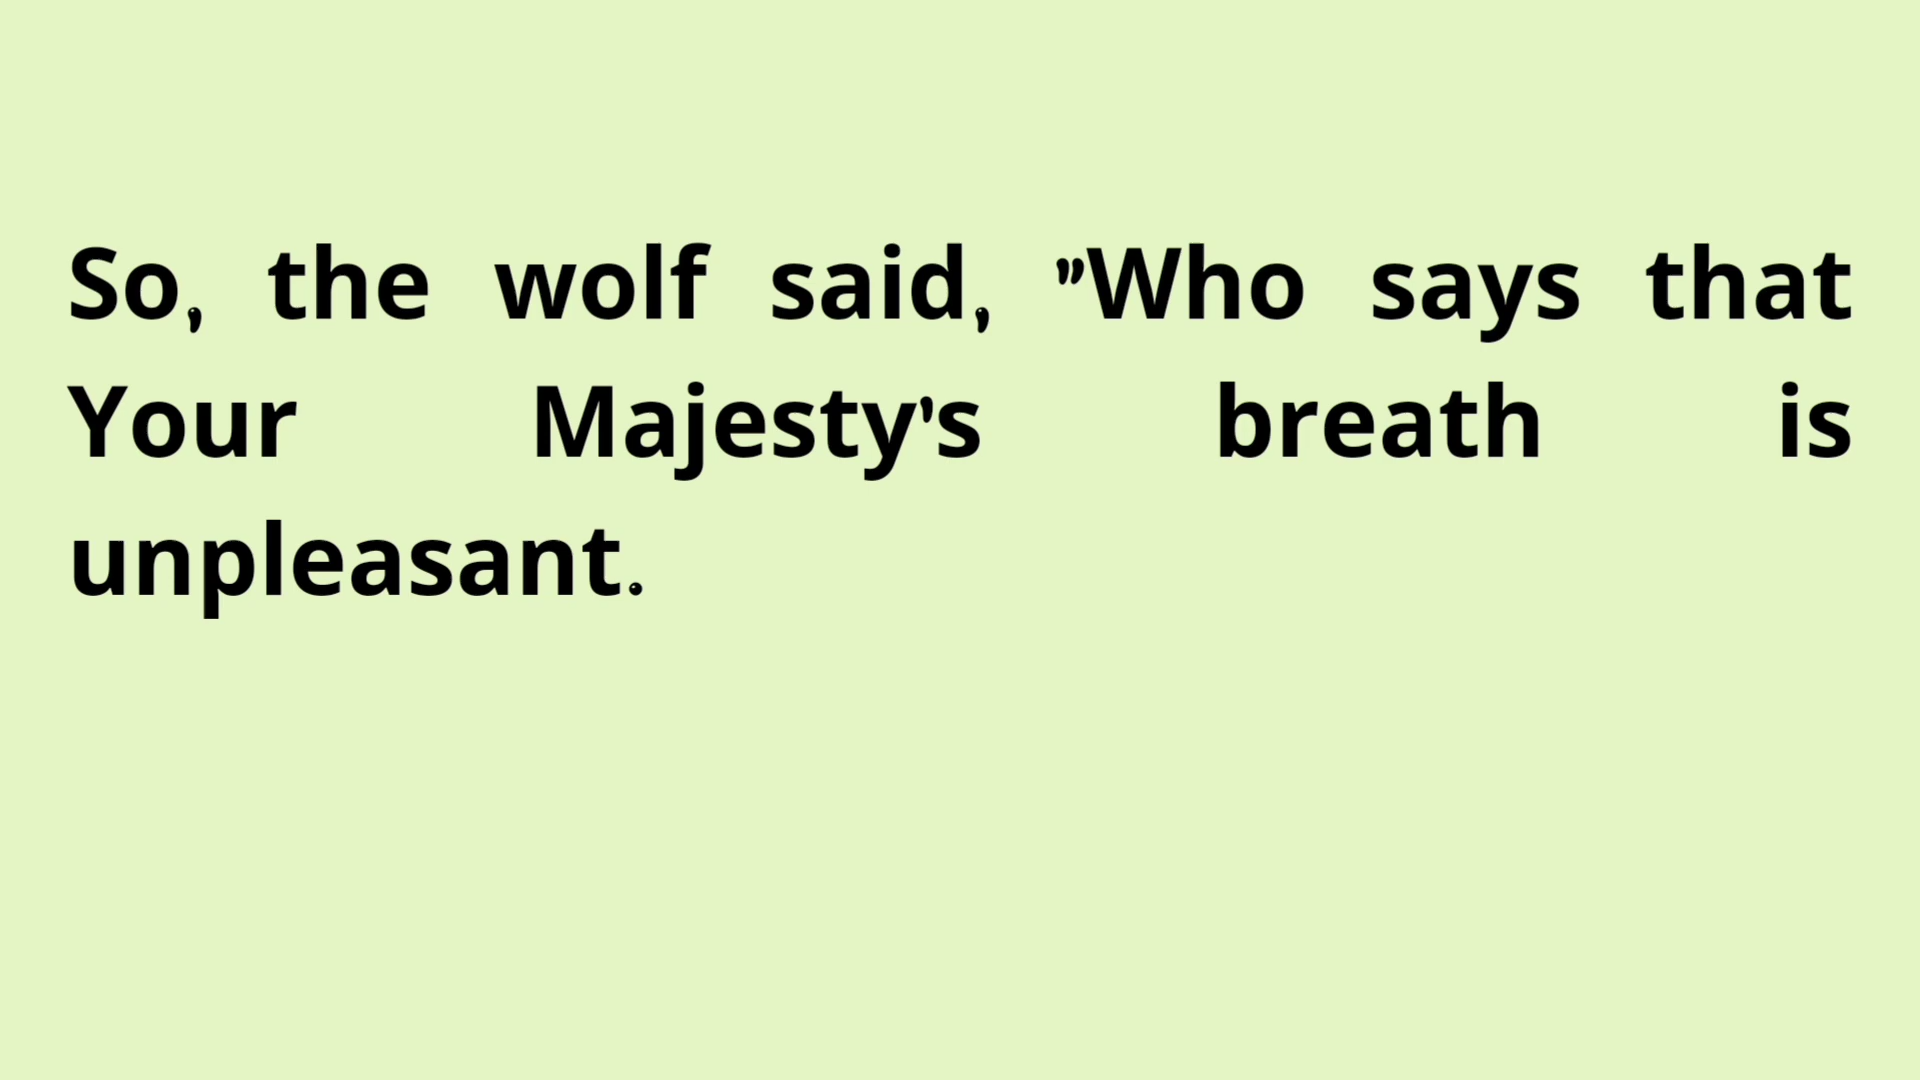 So, the wolf said, ”Who says that
Your Majesty's breath is
unpleasant.